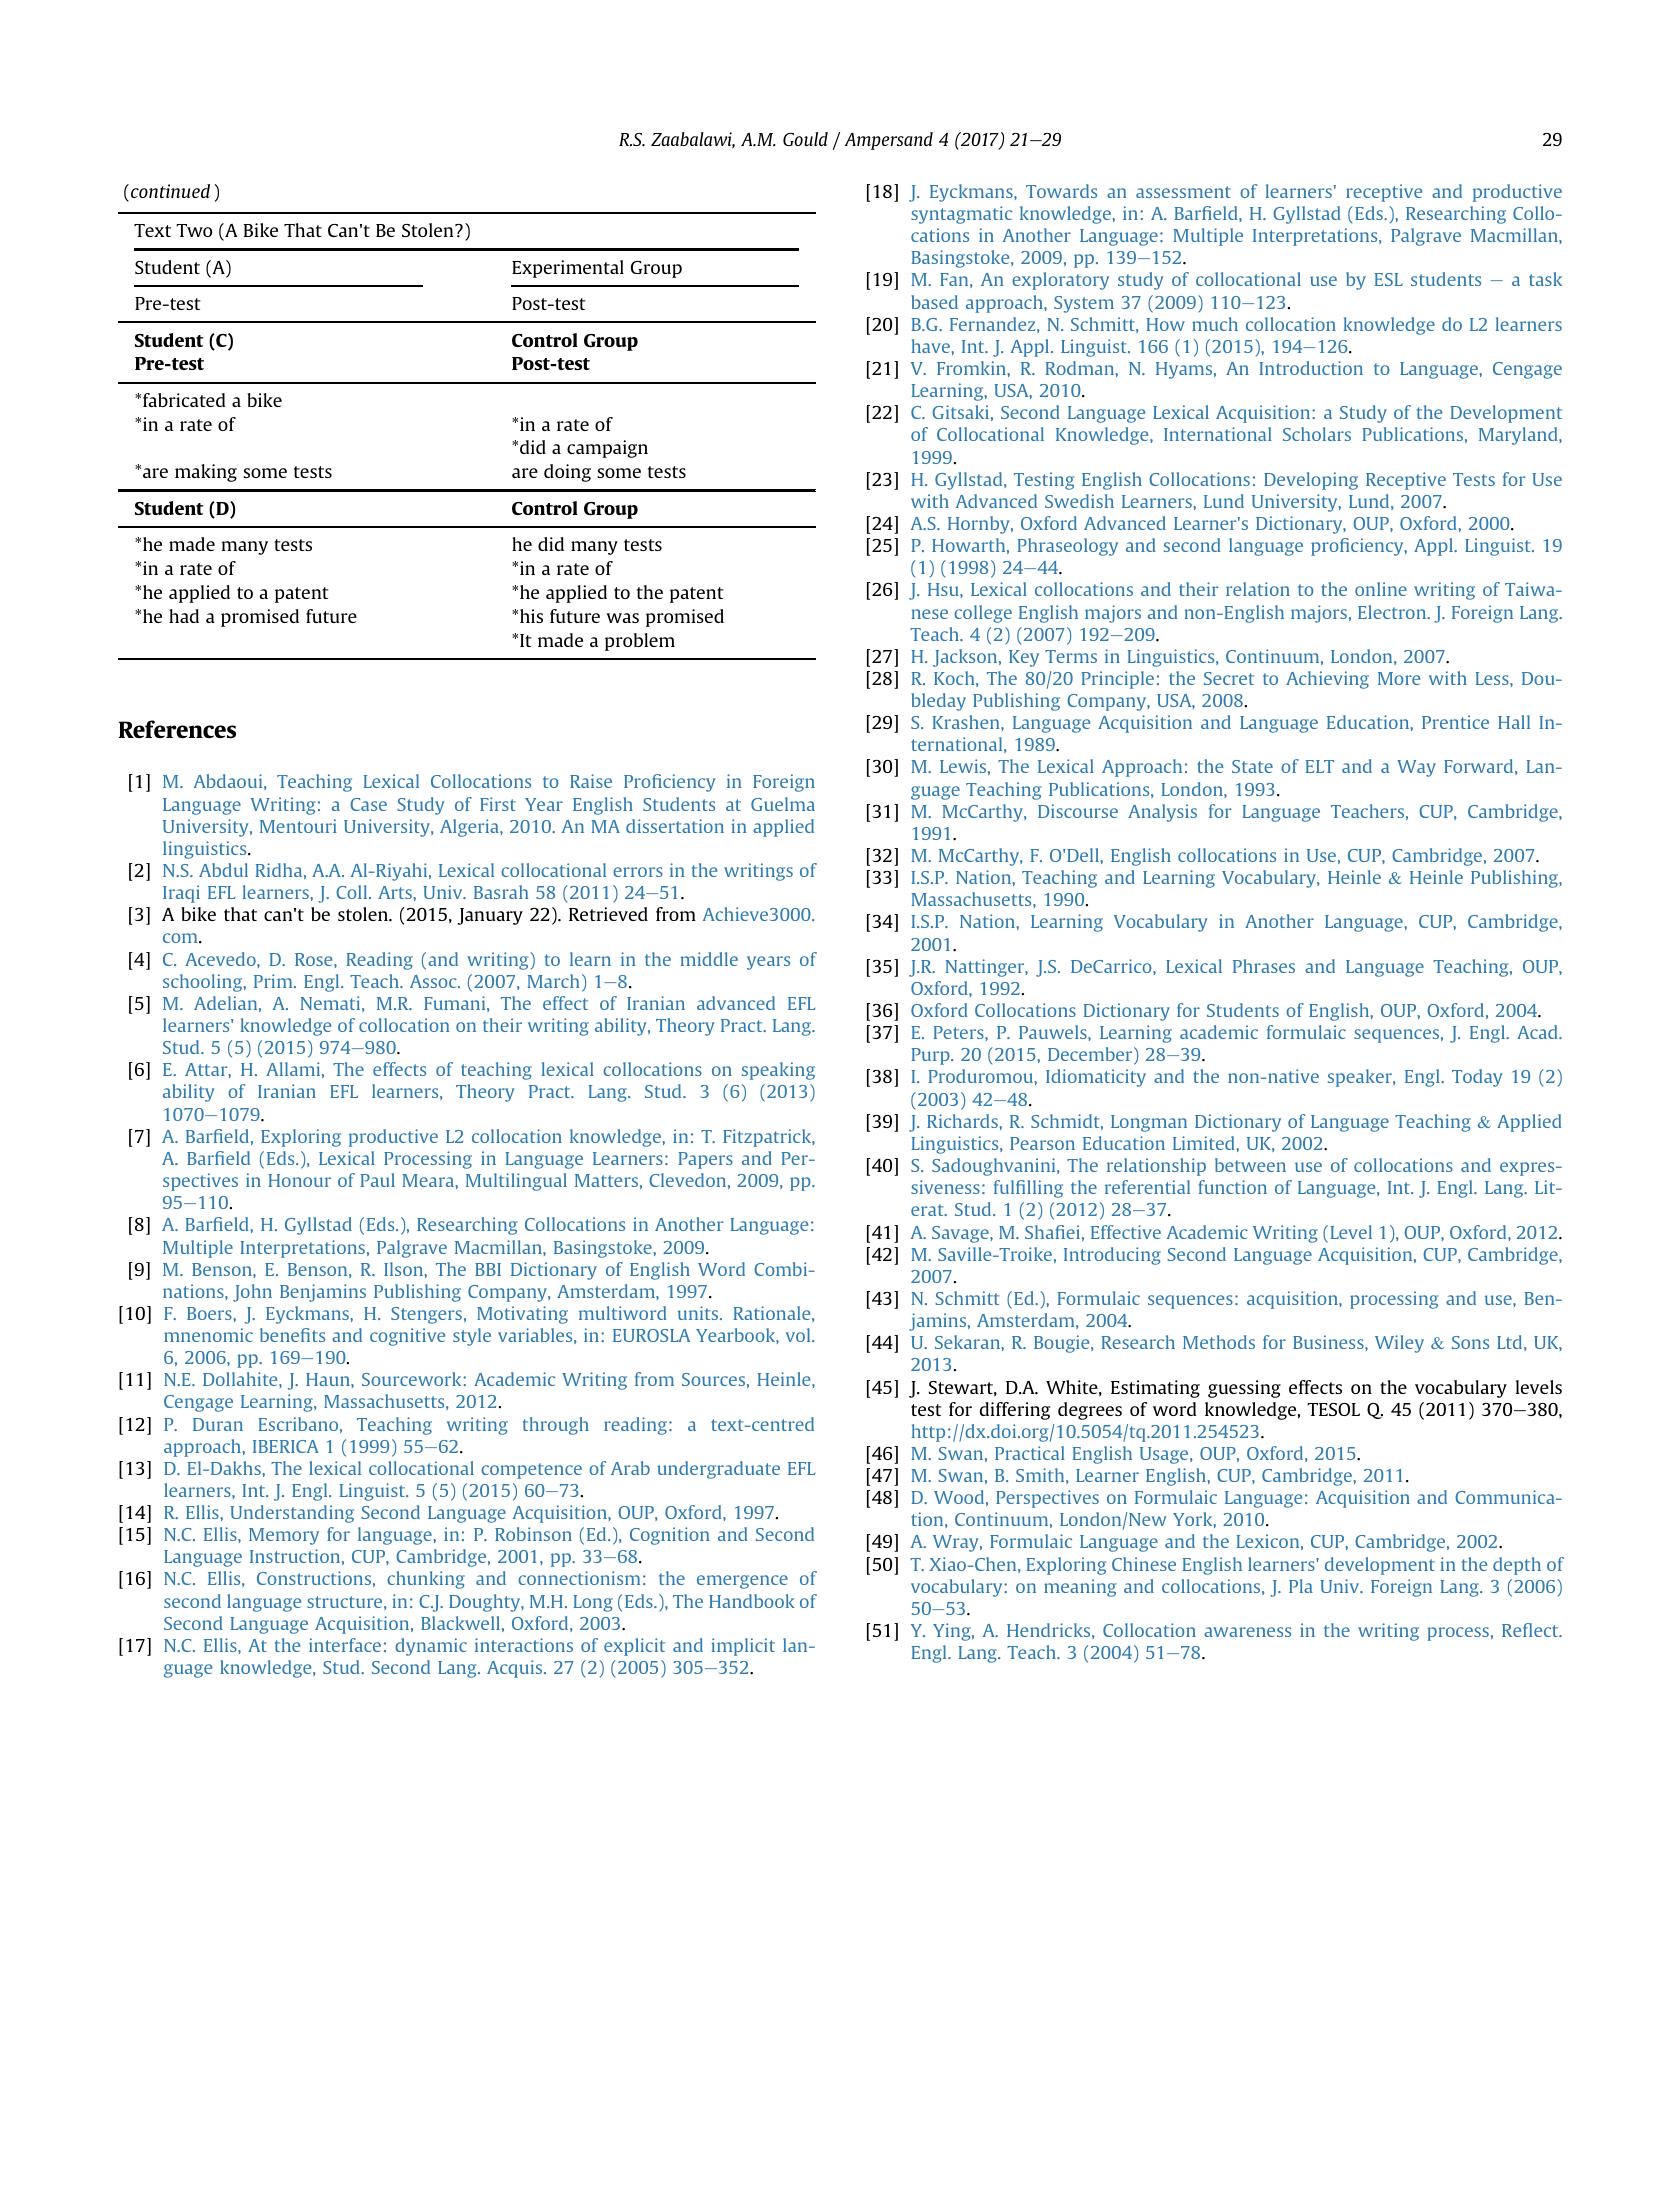 R.S. Zaabalawi, A.M. Gould / Ampersand 4 (2017) 21–29
29
(continued)
Text Two (A Bike That Can't Be Stolen?)
Student (A) Experimental Group
Pre-test Post-test
Student (C) Control Group
Pre-test Post-test
*fabricated a bike
*in a rate of *in a rate of
*did a campaign
*are making some tests are doing some tests
Student (D) Control Group
*he made many tests he did many tests
*in a rate of *in a rate of
*he applied to a patent *he applied to the patent
*he had a promised future *his future was promised
*It made a problem
References
[1] M. Abdaoui, Teaching Lexical Collocations to Raise Proficiency in Foreign
Language Writing: a Case Study of First Year English Students at Guelma
University, Mentouri University, Algeria, 2010. An MA dissertation in applied
linguistics.
[2] N.S. Abdul Ridha, A.A. Al-Riyahi, Lexical collocational errors in the writings of
Iraqi EFL learners, J. Coll. Arts, Univ. Basrah 58 (2011) 24–51.
[3] A bike that can't be stolen. (2015, January 22). Retrieved from Achieve3000.
com.
[4] C. Acevedo, D. Rose, Reading (and writing) to learn in the middle years of
schooling, Prim. Engl. Teach. Assoc. (2007, March) 1–8.
[5] M. Adelian, A. Nemati, M.R. Fumani, The effect of Iranian advanced EFL
learners' knowledge of collocation on their writing ability, Theory Pract. Lang.
Stud. 5 (5) (2015) 974–980.
[6] E. Attar, H. Allami, The effects of teaching lexical collocations on speaking
ability of Iranian EFL learners, Theory Pract. Lang. Stud. 3 (6) (2013)
1070–1079.
[7] A. Barfield, Exploring productive L2 collocation knowledge, in: T. Fitzpatrick,
A. Barfield (Eds.), Lexical Processing in Language Learners: Papers and Per-
spectives in Honour of Paul Meara, Multilingual Matters, Clevedon, 2009, pp.
95–110.
[8] A. Barfield, H. Gyllstad (Eds.), Researching Collocations in Another Language:
Multiple Interpretations, Palgrave Macmillan, Basingstoke, 2009.
[9] M. Benson, E. Benson, R. Ilson, The BBI Dictionary of English Word Combi-
nations, John Benjamins Publishing Company, Amsterdam, 1997.
[10] F. Boers, J. Eyckmans, H. Stengers, Motivating multiword units. Rationale,
mnenomic benefits and cognitive style variables, in: EUROSLA Yearbook, vol.
6, 2006, pp. 169–190.
[11] N.E. Dollahite, J. Haun, Sourcework: Academic Writing from Sources, Heinle,
Cengage Learning, Massachusetts, 2012.
[12] P. Duran Escribano, Teaching writing through reading: a text-centred
approach, IBERICA 1 (1999) 55–62.
[13] D. El-Dakhs, The lexical collocational competence of Arab undergraduate EFL
learners, Int. J. Engl. Linguist. 5 (5) (2015) 60–73.
[14] R. Ellis, Understanding Second Language Acquisition, OUP, Oxford, 1997.
[15] N.C. Ellis, Memory for language, in: P. Robinson (Ed.), Cognition and Second
Language Instruction, CUP, Cambridge, 2001, pp. 33–68.
[16] N.C. Ellis, Constructions, chunking and connectionism: the emergence of
second language structure, in: C.J. Doughty, M.H. Long (Eds.), The Handbook of
Second Language Acquisition, Blackwell, Oxford, 2003.
[17] N.C. Ellis, At the interface: dynamic interactions of explicit and implicit lan-
guage knowledge, Stud. Second Lang. Acquis. 27 (2) (2005) 305–352.
[18] J. Eyckmans, Towards an assessment of learners' receptive and productive
syntagmatic knowledge, in: A. Barfield, H. Gyllstad (Eds.), Researching Collo-
cations in Another Language: Multiple Interpretations, Palgrave Macmillan,
Basingstoke, 2009, pp. 139–152.
[19] M. Fan, An exploratory study of collocational use by ESL students – a task
based approach, System 37 (2009) 110–123.
[20] B.G. Fernandez, N. Schmitt, How much collocation knowledge do L2 learners
have, Int. J. Appl. Linguist. 166 (1) (2015), 194–126.
[21] V. Fromkin, R. Rodman, N. Hyams, An Introduction to Language, Cengage
Learning, USA, 2010.
[22] C. Gitsaki, Second Language Lexical Acquisition: a Study of the Development
of Collocational Knowledge, International Scholars Publications, Maryland,
1999.
[23] H. Gyllstad, Testing English Collocations: Developing Receptive Tests for Use
with Advanced Swedish Learners, Lund University, Lund, 2007.
[24] A.S. Hornby, Oxford Advanced Learner's Dictionary, OUP, Oxford, 2000.
[25] P. Howarth, Phraseology and second language proficiency, Appl. Linguist. 19
(1) (1998) 24–44.
[26] J. Hsu, Lexical collocations and their relation to the online writing of Taiwa-
nese college English majors and non-English majors, Electron. J. Foreign Lang.
Teach. 4 (2) (2007) 192–209.
[27] H. Jackson, Key Terms in Linguistics, Continuum, London, 2007.
[28] R. Koch, The 80/20 Principle: the Secret to Achieving More with Less, Dou-
bleday Publishing Company, USA, 2008.
[29] S. Krashen, Language Acquisition and Language Education, Prentice Hall In-
ternational, 1989.
[30] M. Lewis, The Lexical Approach: the State of ELT and a Way Forward, Lan-
guage Teaching Publications, London, 1993.
[31] M. McCarthy, Discourse Analysis for Language Teachers, CUP, Cambridge,
1991.
[32] M. McCarthy, F. O'Dell, English collocations in Use, CUP, Cambridge, 2007.
[33] I.S.P. Nation, Teaching and Learning Vocabulary, Heinle & Heinle Publishing,
Massachusetts, 1990.
[34] I.S.P. Nation, Learning Vocabulary in Another Language, CUP, Cambridge,
2001.
[35] J.R. Nattinger, J.S. DeCarrico, Lexical Phrases and Language Teaching, OUP,
Oxford, 1992.
[36] Oxford Collocations Dictionary for Students of English, OUP, Oxford, 2004.
[37] E. Peters, P. Pauwels, Learning academic formulaic sequences, J. Engl. Acad.
Purp. 20 (2015, December) 28–39.
[38] I. Produromou, Idiomaticity and the non-native speaker, Engl. Today 19 (2)
(2003) 42–48.
[39] J. Richards, R. Schmidt, Longman Dictionary of Language Teaching & Applied
Linguistics, Pearson Education Limited, UK, 2002.
[40] S. Sadoughvanini, The relationship between use of collocations and expres-
siveness: fulfilling the referential function of Language, Int. J. Engl. Lang. Lit-
erat. Stud. 1 (2) (2012) 28–37.
[41] A. Savage, M. Shafiei, Effective Academic Writing (Level 1), OUP, Oxford, 2012.
[42] M. Saville-Troike, Introducing Second Language Acquisition, CUP, Cambridge,
2007.
[43] N. Schmitt (Ed.), Formulaic sequences: acquisition, processing and use, Ben-
jamins, Amsterdam, 2004.
[44] U. Sekaran, R. Bougie, Research Methods for Business, Wiley & Sons Ltd, UK,
2013.
[45] J. Stewart, D.A. White, Estimating guessing effects on the vocabulary levels
test for differing degrees of word knowledge, TESOL Q. 45 (2011) 370–380,
http://dx.doi.org/10.5054/tq.2011.254523.
[46] M. Swan, Practical English Usage, OUP, Oxford, 2015.
[47] M. Swan, B. Smith, Learner English, CUP, Cambridge, 2011.
[48] D. Wood, Perspectives on Formulaic Language: Acquisition and Communica-
tion, Continuum, London/New York, 2010.
[49] A. Wray, Formulaic Language and the Lexicon, CUP, Cambridge, 2002.
[50] T. Xiao-Chen, Exploring Chinese English learners' development in the depth of
vocabulary: on meaning and collocations, J. Pla Univ. Foreign Lang. 3 (2006)
50–53.
[51] Y. Ying, A. Hendricks, Collocation awareness in the writing process, Reflect.
Engl. Lang. Teach. 3 (2004) 51–78.